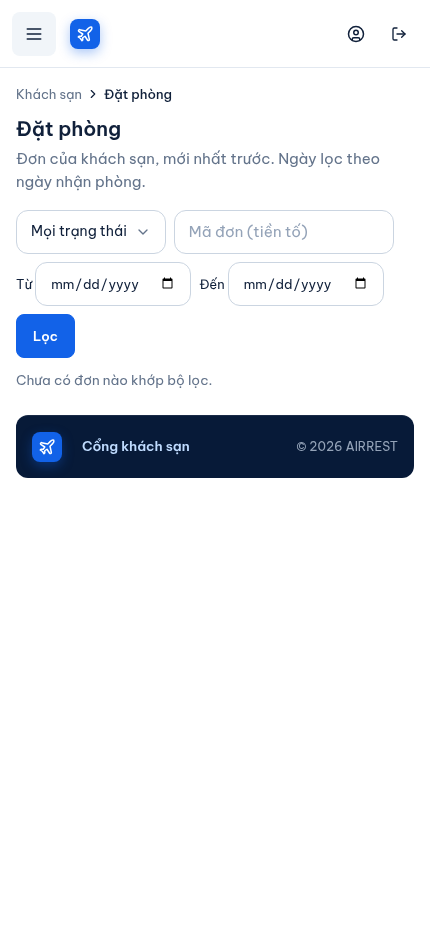 Khách sạn > Đặt phòng
Đặt phòng
Đơn của khách sạn, mới nhất trước. Ngày lọc theo
ngày nhận phòng.
Mọi trạng thái
Mã đơn (tiền tố)
Từ mm/dd/yyyy Đến mm/dd/yyyy
Lọc
Chưa có đơn nào khớp bộ lọc.
Cổng khách sạn © 2026 AIRREST